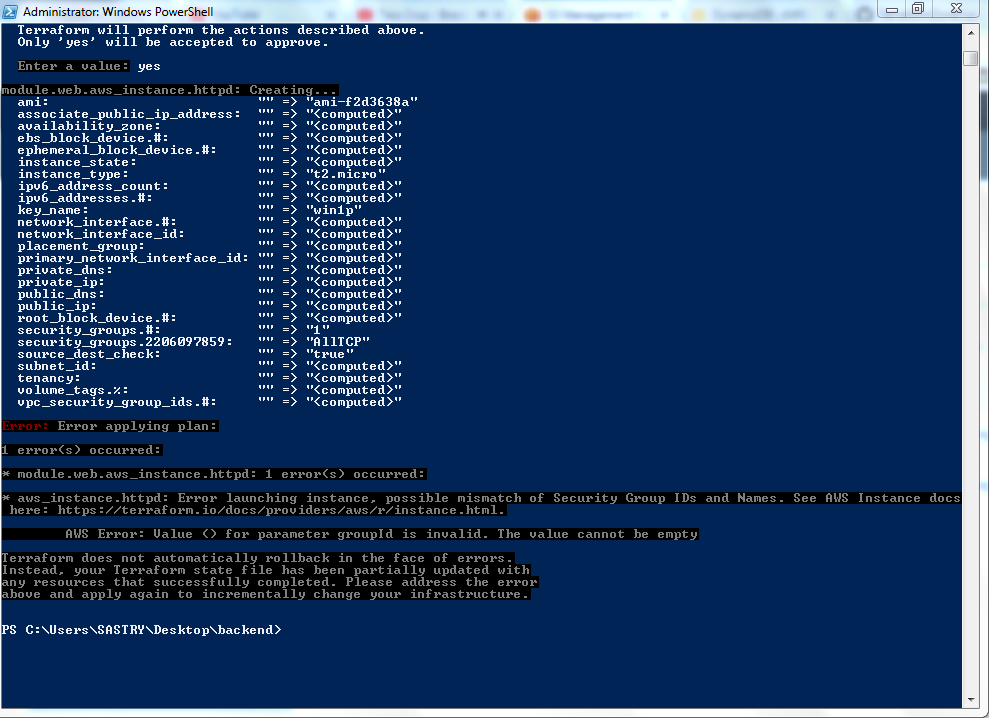 Administrator: Windows PowerShell
Terraform will perform the actions described above.
Only 'yes' will be accepted to approve.
Enter a value: yes
module.web.aws_instance.httpd: Creating...
ami: "" => "ami-f2d3638a"
associate_public_ip_address: "" => "<computed>"
availability_zone: "" => "<computed>"
ebs_block_device.#: "" => "<computed>"
ephemeral_block_device.#: "" => "<computed>"
instance_state: "" => "<computed>"
instance_type: "" => "t2.micro"
ipv6_address_count: "" => "<computed>"
ipv6_addresses.#: "" => "<computed>"
key_name: "" => "win1p"
network_interface.#: "" => "<computed>"
network_interface_id: "" => "<computed>"
placement_group: "" => "<computed>"
primary_network_interface_id: "" => "<computed>"
private_dns: "" => "<computed>"
private_ip: "" => "<computed>"
public_dns: "" => "<computed>"
public_ip: "" => "<computed>"
root_block_device.#: "" => "<computed>"
security_groups.#: "" => "1"
security_groups.2206097859: "" => "AllTCP"
source_dest_check: "" => "true"
subnet_id: "" => "<computed>"
tenancy: "" => "<computed>"
volume_tags.%: "" => "<computed>"
vpc_security_group_ids.#: "" => "<computed>"
Error: Error applying plan:
1 error(s) occurred:
* module.web.aws_instance.httpd: 1 error(s) occurred:
* aws_instance.httpd: Error launching instance, possible mismatch of Security Group IDs and Names. See AWS Instance docs
here: https://terraform.io/docs/providers/aws/r/instance.html.
AWS Error: Value () for parameter groupId is invalid. The value cannot be empty
Terraform does not automatically rollback in the face of errors.
Instead, your Terraform state file has been partially updated with
any resources that successfully completed. Please address the error
above and apply again to incrementally change your infrastructure.
PS C:\Users\SASTRY\Desktop\backend>